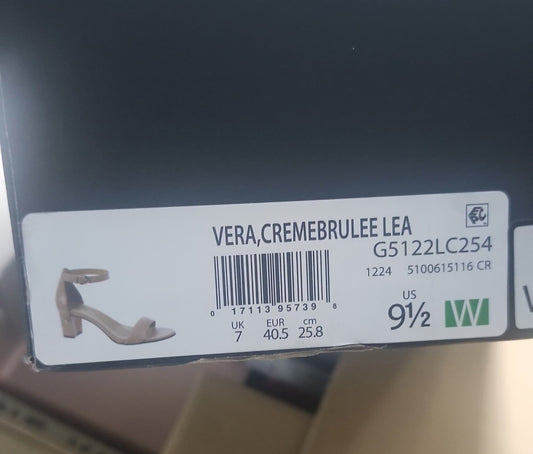 VERA,CREMEBRULEE LEA
G5122LC254
1224 5100615116 CR
0 17113 95739 8
UK EUR cm
7 40.5 25.8
US
9½ W